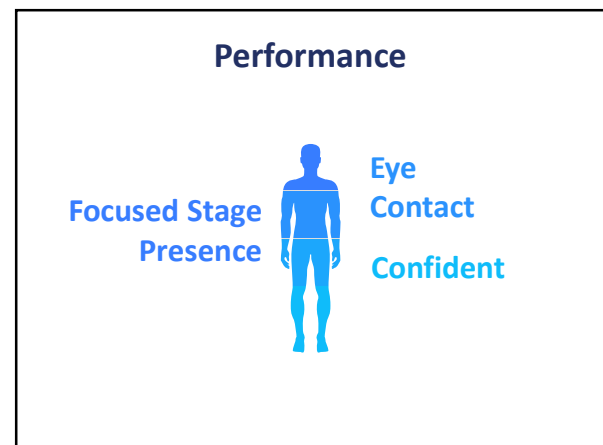 Performance
Focused Stage
Presence
Eye
Contact
Confident